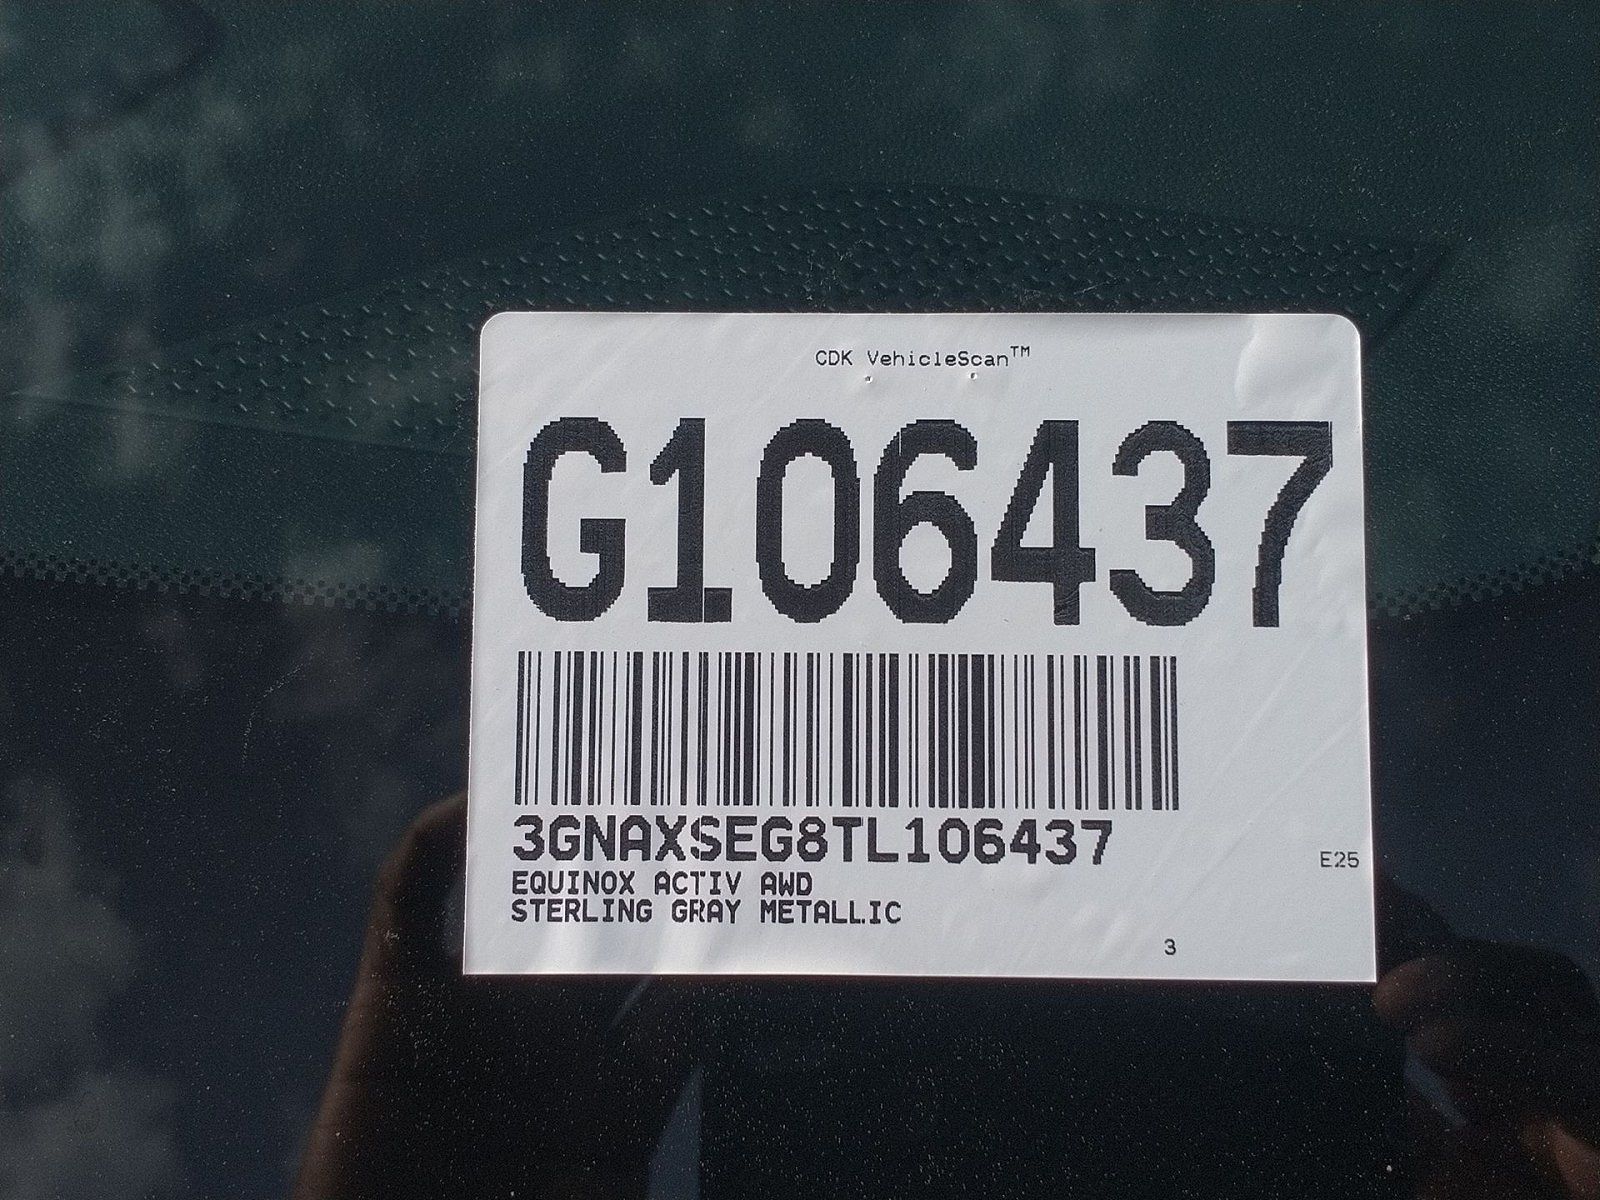 CDK VehicleScan™
G106437
3GNAXSEG8TL106437
EQUINOX ACTIV AWD
E25
STERLING GRAY METALLIC
3